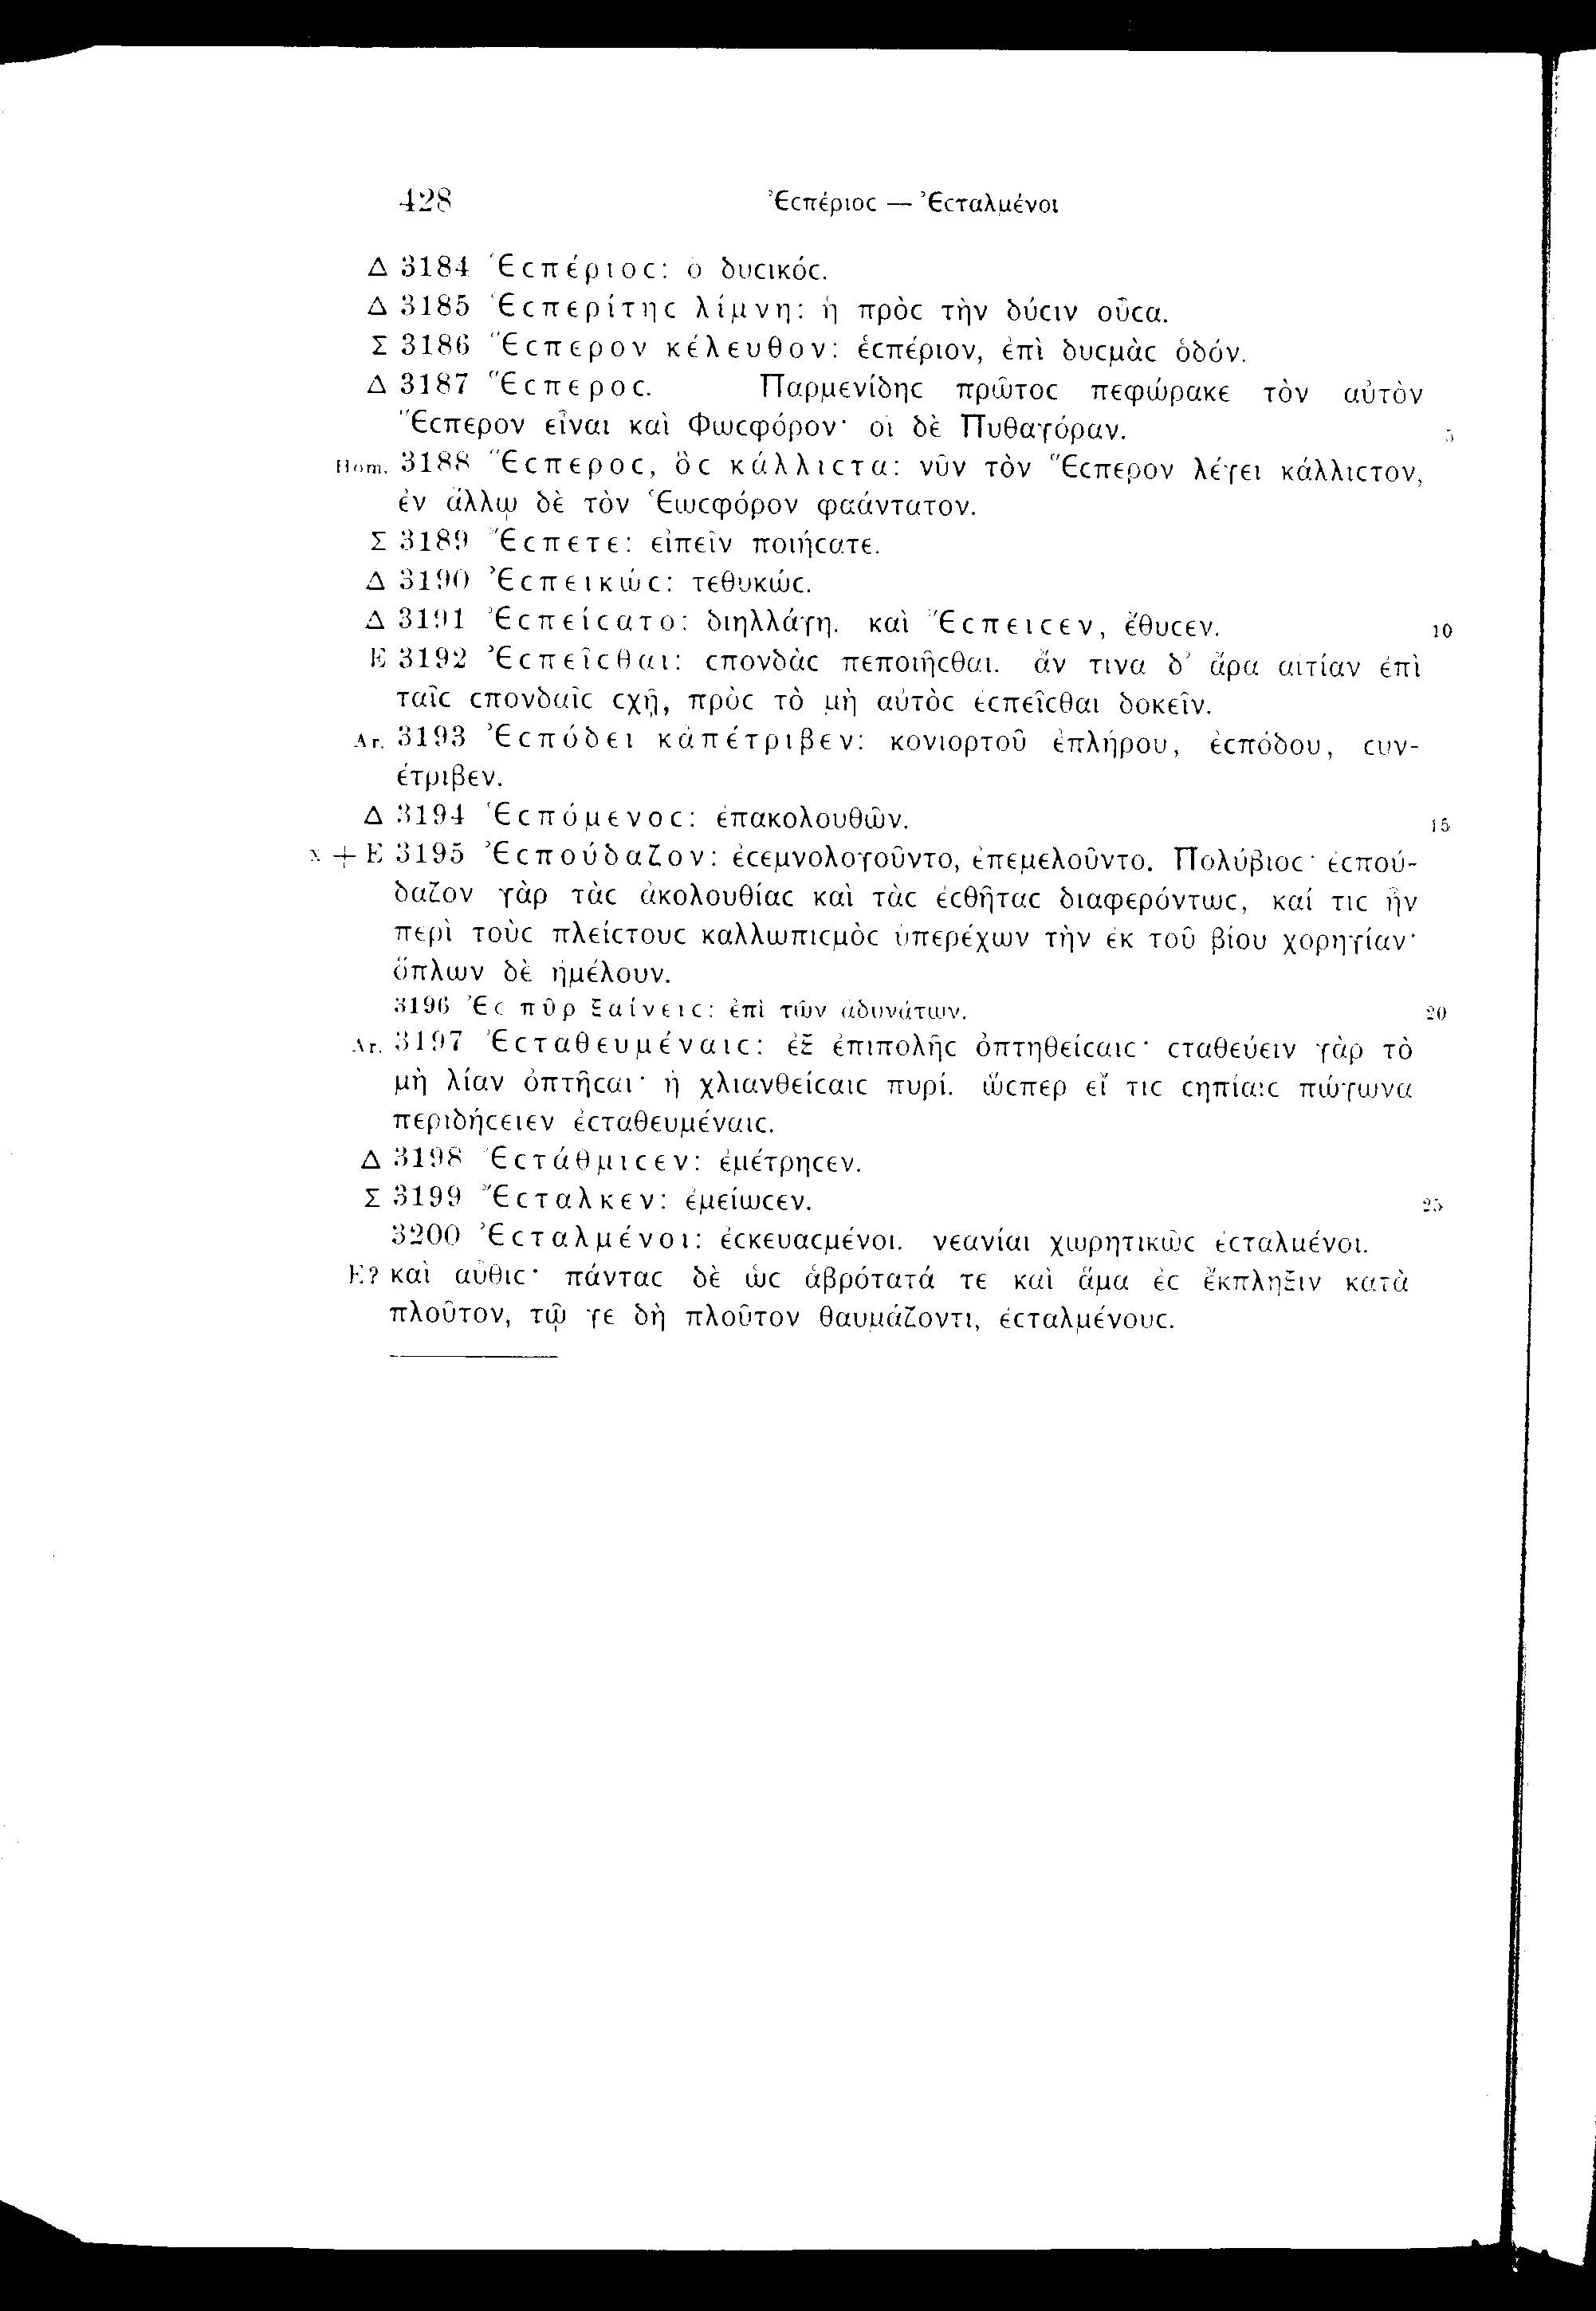 428 Ἑϲπέριοϲ — Ἐϲταλμένοι
Δ 3184 Ἑϲπέριοϲ: ὁ δυϲικόϲ.
Δ 3185 Ἑϲπερίτηϲ λίμνη: ἡ πρὸϲ τὴν δύϲιν οὖϲα.
Σ 3186 Ἕϲπερον κέλευθον: ἑϲπέριον, ἐπὶ δυϲμὰϲ ὁδόν.
Δ 3187 Ἕϲπεροϲ. Παρμενίδηϲ πρῶτοϲ πεφώρακε τὸν αὐτὸν
Ἕϲπερον εἶναι καὶ Φωϲφόρον· οἱ δὲ Πυθαγόραν. 5
Hom. 3188 Ἕϲπεροϲ, ὃϲ κάλλιϲτα: νῦν τὸν Ἕϲπερον λέγει κάλλιϲτον,
ἐν ἄλλῳ δὲ τὸν Ἑωϲφόρον φαάντατον.
Σ 3189 Ἔϲπετε: εἰπεῖν ποιήϲατε.
Δ 3190 Ἐϲπεικώϲ: τεθυκώϲ.
Δ 3191 Ἐϲπείϲατο: διηλλάγη. καὶ Ἔϲπειϲεν, ἔθυϲεν. 10
E 3192 Ἐϲπεῖϲθαι: ϲπονδὰϲ πεποιῆϲθαι. ἄν τινα δ’ ἄρα αἰτίαν ἐπὶ
ταῖϲ ϲπονδαῖϲ ϲχῇ, πρὸϲ τὸ μὴ αὐτὸϲ ἐϲπεῖϲθαι δοκεῖν.
Ar. 3193 Ἐϲπόδει κἀπέτριβεν: κονιορτοῦ ἐπλήρου, ἐϲπόδου, ϲυν-
έτριβεν.
Δ 3194 Ἑϲπόμενοϲ: ἐπακολουθῶν. 15
x + E 3195 Ἐϲπούδαζον: ἐϲεμνολογοῦντο, ἐπεμελοῦντο. Πολύβιοϲ· ἐϲπού-
δαζον γὰρ τὰϲ ἀκολουθίαϲ καὶ τὰϲ ἐϲθῆταϲ διαφερόντωϲ, καί τιϲ ἦν
περὶ τοὺϲ πλείϲτουϲ καλλωπιϲμὸϲ ὑπερέχων τὴν ἐκ τοῦ βίου χορηγίαν·
ὅπλων δὲ ἠμέλουν.
3196 Ἐϲ πῦρ ξαίνειϲ: ἐπὶ τῶν ἀδυνάτων. 20
Ar. 3197 Ἐϲταθευμέναιϲ: ἐξ ἐπιπολῆϲ ὀπτηθείϲαιϲ· ϲταθεύειν γὰρ τὸ
μὴ λίαν ὀπτῆϲαι· ἢ χλιανθείϲαιϲ πυρί. ὥϲπερ εἴ τιϲ ϲηπίαιϲ πώγωνα
περιδήϲειεν ἐϲταθευμέναιϲ.
Δ 3198 Ἐϲτάθμιϲεν: ἐμέτρηϲεν.
Σ 3199 Ἔϲταλκεν: ἐμείωϲεν. 25
3200 Ἐϲταλμένοι: ἐϲκευαϲμένοι. νεανίαι χωρητικῶϲ ἐϲταλμένοι.
E? καὶ αὖθιϲ· πάνταϲ δὲ ὡϲ ἁβρότατά τε καὶ ἅμα ἐϲ ἔκπληξιν κατὰ
πλοῦτον, τῷ γε δὴ πλοῦτον θαυμάζοντι, ἐϲταλμένουϲ.